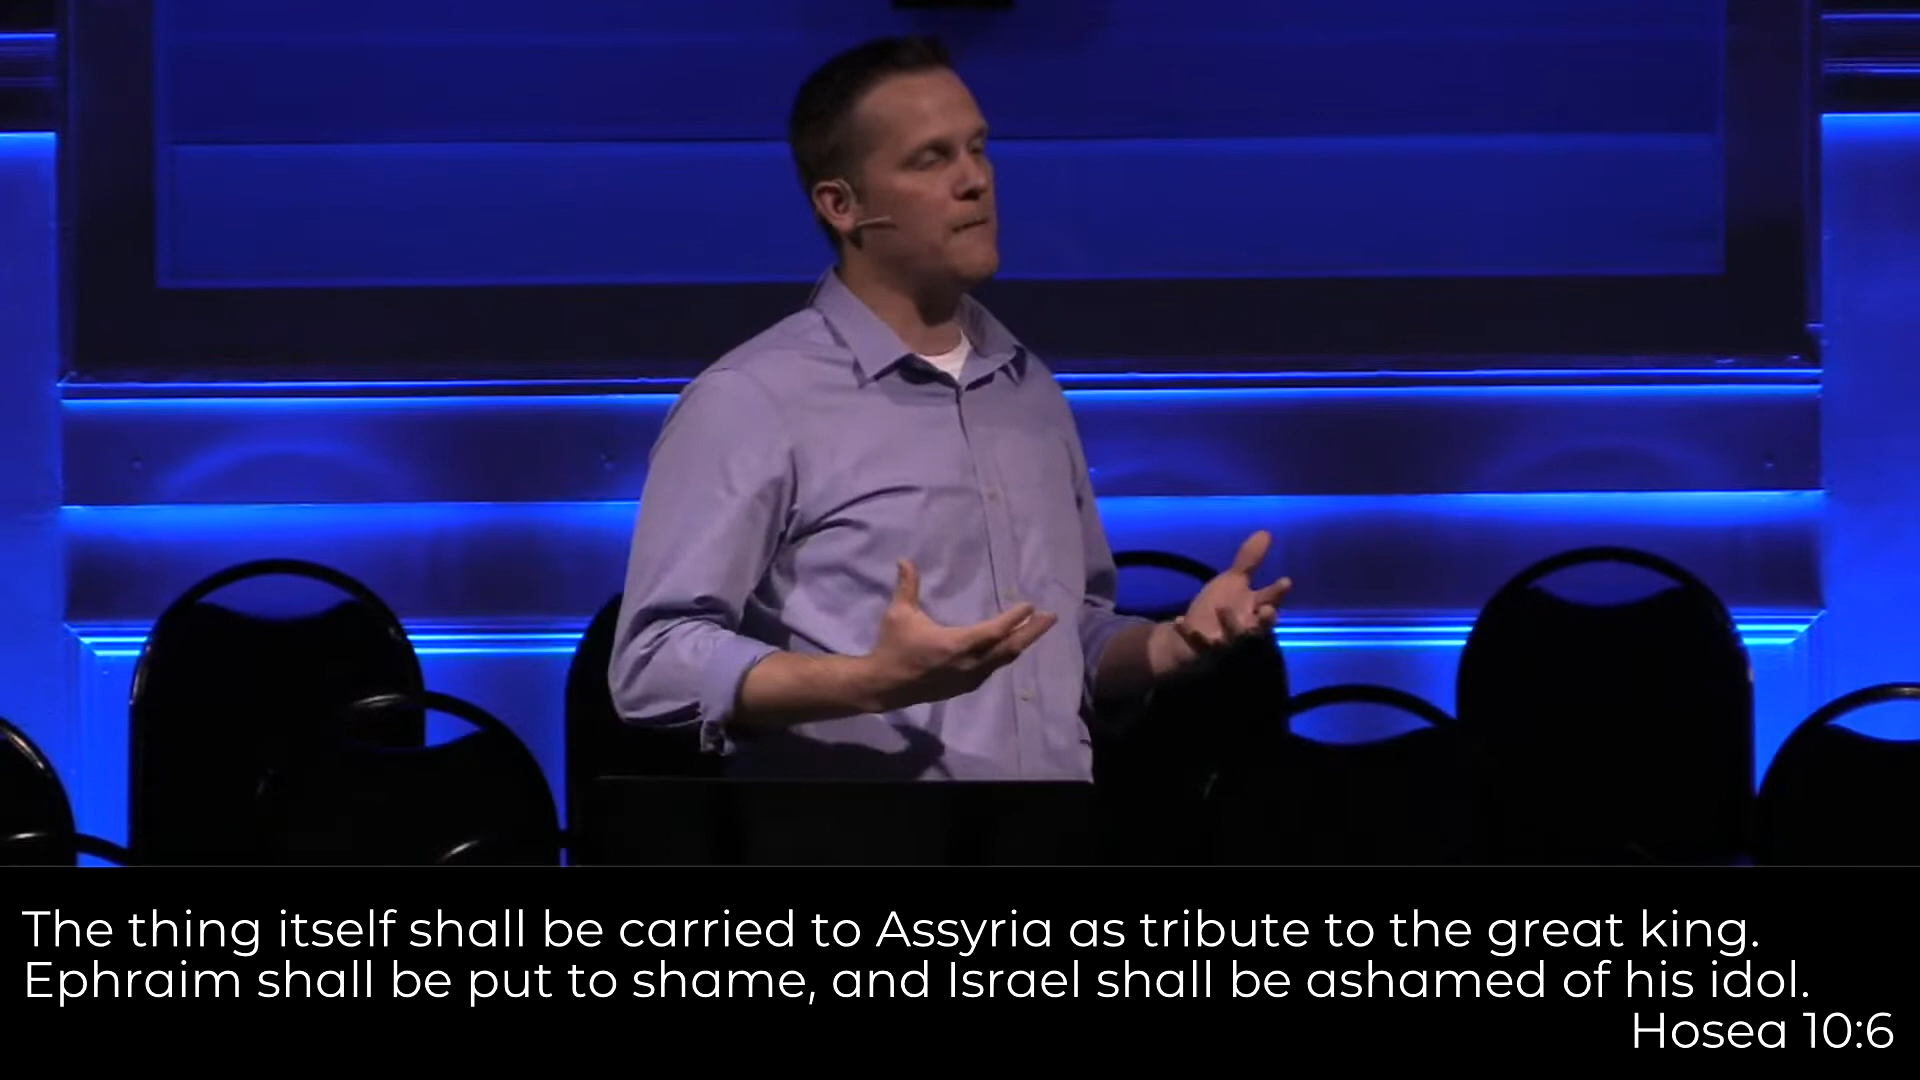 The thing itself shall be carried to Assyria as tribute to the great king.
Ephraim shall be put to shame, and Israel shall be ashamed of his idol.
Hosea 10:6